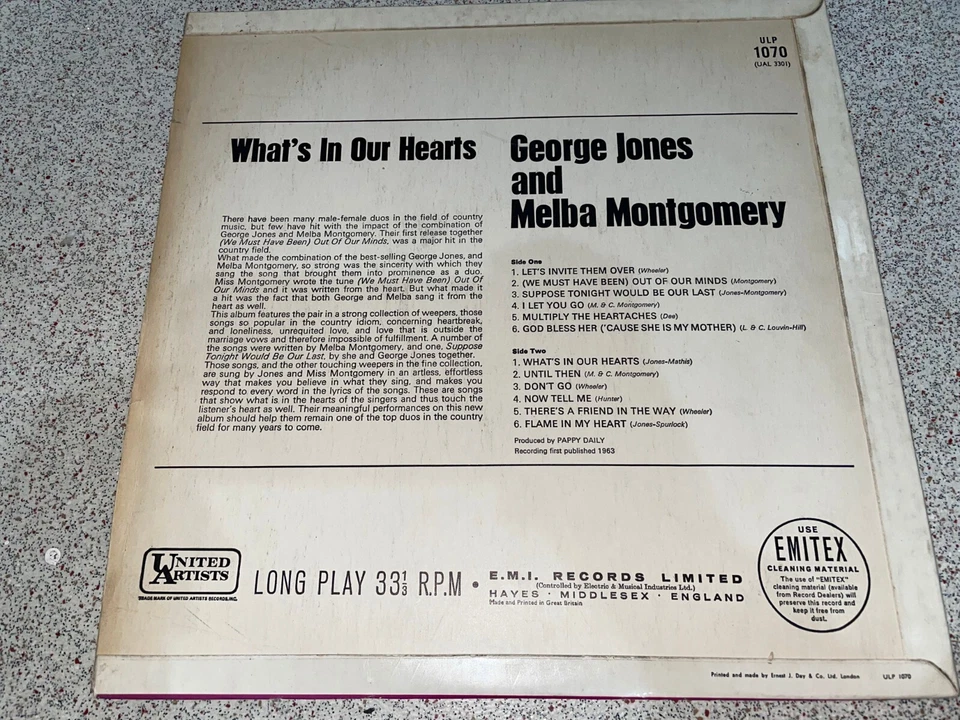 ULP
1070
(UAL 3301)
What's In Our Hearts
George Jones
and
Melba Montgomery
There have been many male-female duos in the field of country
music, but few have hit with the impact of the combination of
George Jones and Melba Montgomery. Their first release together
(We Must Have Been) Out Of Our Minds, was a major hit in the
country field.
What made the combination of the best-selling George Jones, and
Melba Montgomery, so strong was the sincerity with which they
sang the song that brought them into prominence as a duo.
Miss Montgomery wrote the tune (We Must Have Been) Out Of
Our Minds and it was written from the heart. But what made it
a hit was the fact that both George and Melba sang it from the
heart as well.
This album features the pair in a strong collection of weepers, those
songs so popular in the country idiom, concerning heartbreak,
and loneliness, unrequited love, and love that is outside the
marriage vows and therefore impossible of fulfillment. A number of
the songs were written by Melba Montgomery, and one, Suppose
Tonight Would Be Our Last, by she and George Jones together.
Those songs, and the other touching weepers in the fine collection,
are sung by Jones and Miss Montgomery in an artless, effortless
way that makes you believe in what they sing, and makes you
respond to every word in the lyrics of the songs. These are songs
that show what is in the hearts of the singers and thus touch the
listener's heart as well. Their meaningful performances on this new
album should help them remain one of the top duos in the country
field for many years to come.
Side One
1. LET'S INVITE THEM OVER (Wheeler)
2. (WE MUST HAVE BEEN) OUT OF OUR MINDS (Montgomery)
3. SUPPOSE TONIGHT WOULD BE OUR LAST (Jones-Montgomery)
4. I LET YOU GO (M. & C. Montgomery)
5. MULTIPLY THE HEARTACHES (Dee)
6. GOD BLESS HER ('CAUSE SHE IS MY MOTHER) (L & C. Louvin-Hill)
Side Two
1. WHAT'S IN OUR HEARTS (Jones-Mathis)
2. UNTIL THEN (M. & C. Montgomery)
3. DON'T GO (Wheeler)
4. NOW TELL ME (Hunter)
5. THERE'S A FRIEND IN THE WAY (Wheeler)
6. FLAME IN MY HEART (Jones-Spurlock)
Produced by PAPPY DAILY
Recording first published 1963
UNITED
ARTISTS
TRADE MARK OF UNITED ARTISTS RECORDS, INC.
LONG PLAY 33⅓ R.P.M •
E.M.I. RECORDS LIMITED
(Controlled by Electric & Musical Industries Ltd.)
HAYES · MIDDLESEX · ENGLAND
Made and Printed in Great Britain
USE
EMITEX
CLEANING MATERIAL
The use of "EMITEX"
cleaning material (available
from Record Dealers) will
preserve this record and
keep it free from
dust.
Printed and made by Ernest J. Day & Co. Ltd. London ULP 1070